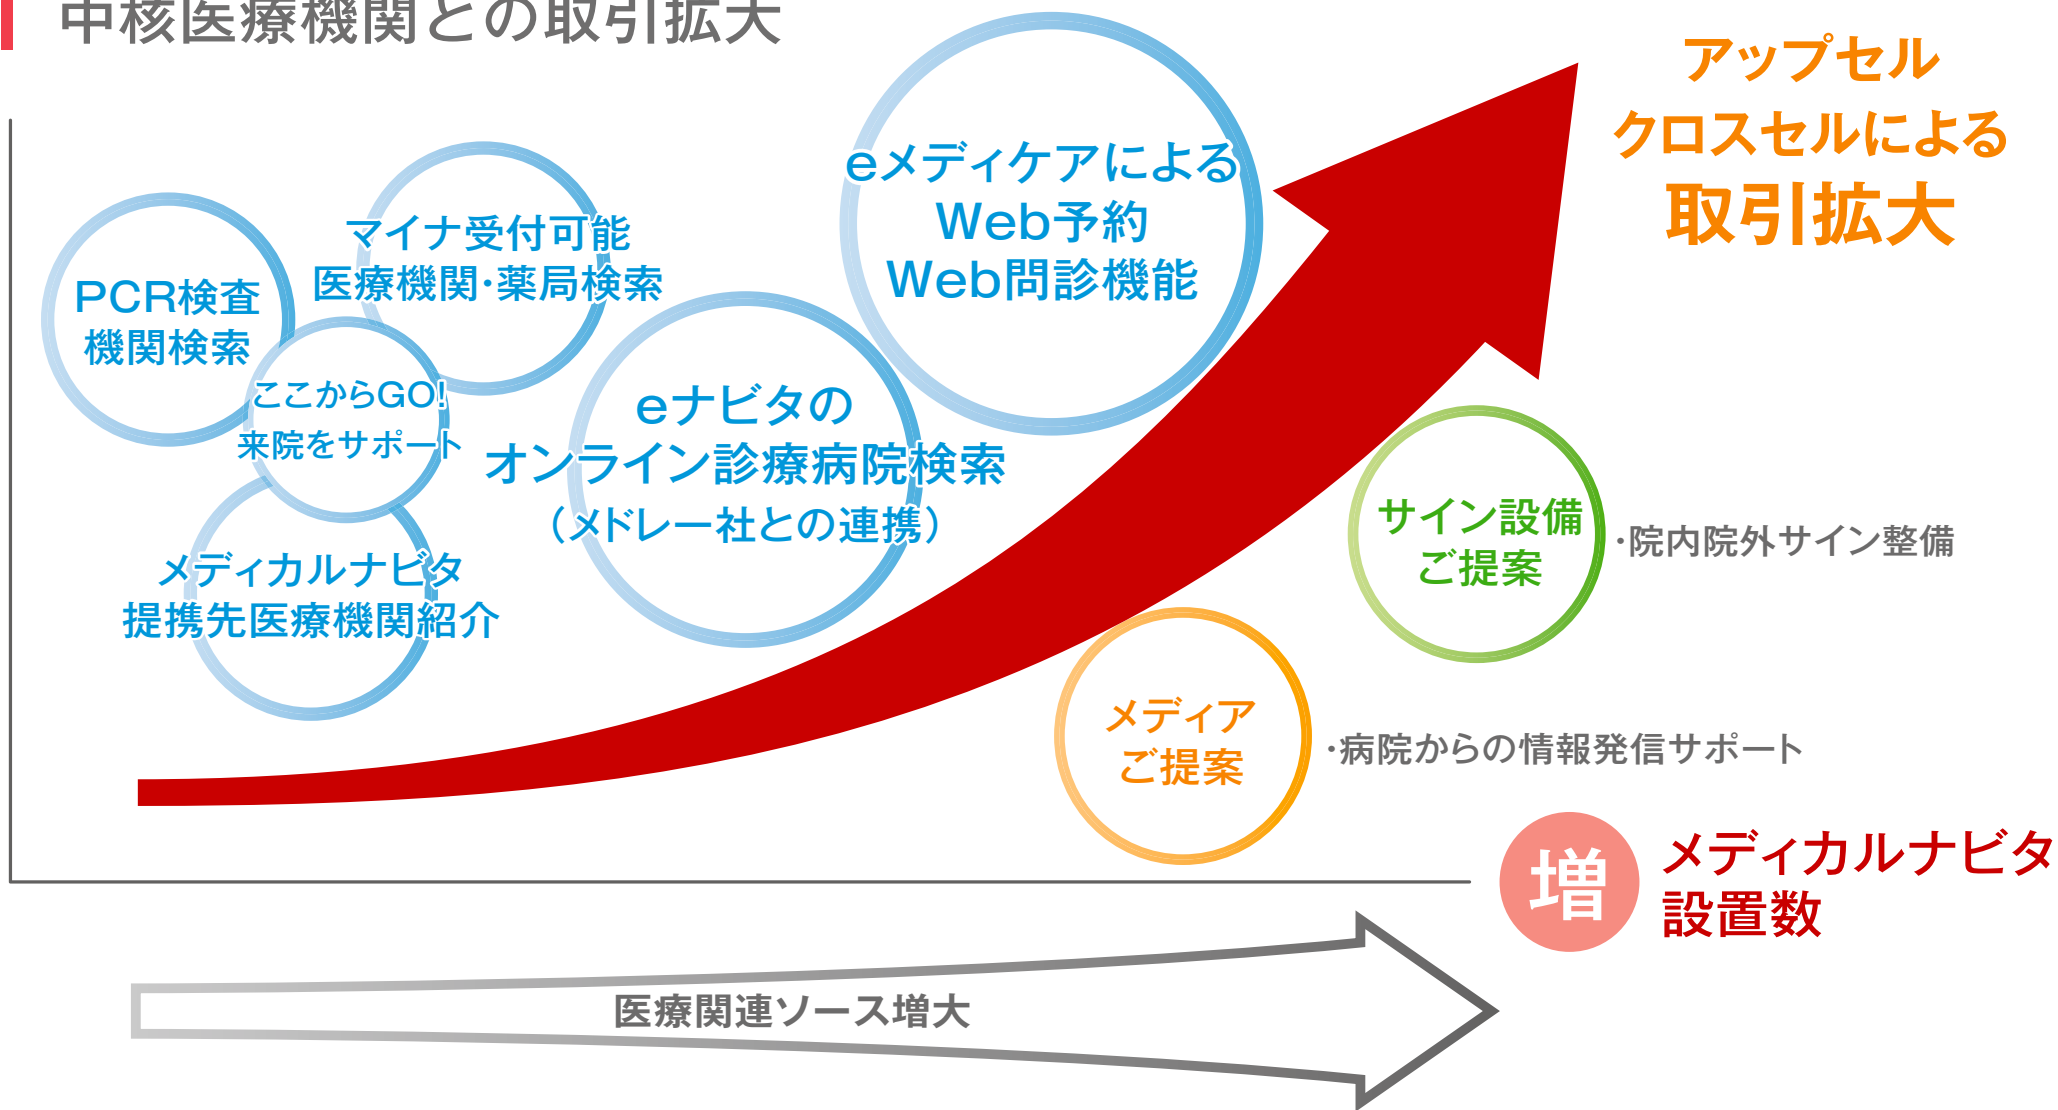 中核医療機関との取引拡大
アップセル
クロスセルによる
取引拡大
eメディケアによる
Web予約
Web問診機能
マイナ受付可能
医療機関・薬局検索
PCR検査
機関検索
ここからGO!
来院をサポート
eナビタの
オンライン診療病院検索
（メドレー社との連携）
メディカルナビタ
提携先医療機関紹介
サイン設備
ご提案
・院内院外サイン整備
メディア
ご提案
・病院からの情報発信サポート
増
メディカルナビタ
設置数
医療関連ソース増大